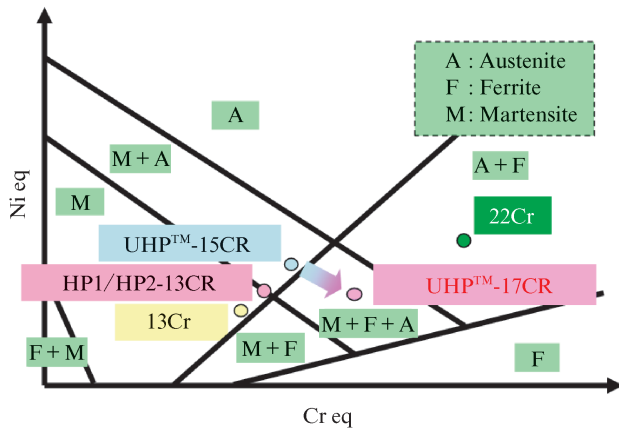 A : Austenite
F : Ferrite
M : Martensite
A
M + A
A + F
M
22Cr
UHP™-15CR
HP1/HP2-13CR
UHP™-17CR
13Cr
M + F + A
F + M
M + F
F
Ni eq
Cr eq